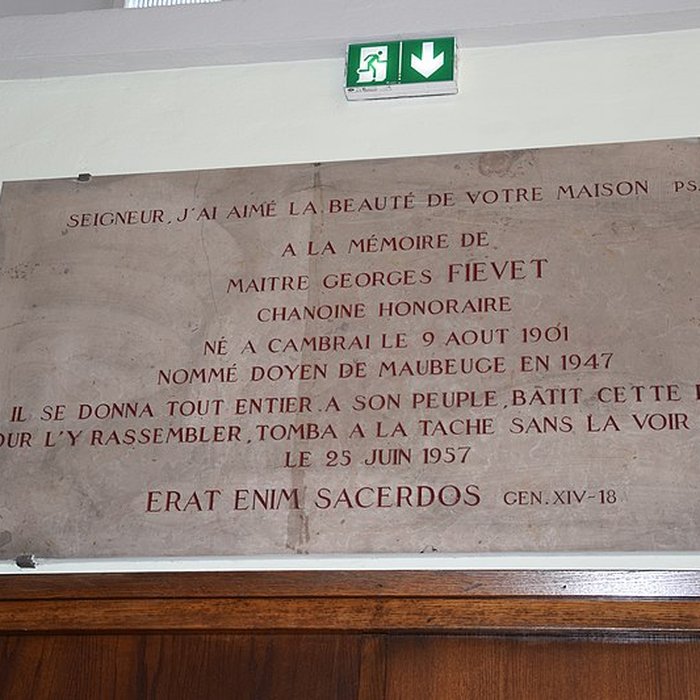 SEIGNEUR, J'AI AIMÉ LA BEAUTÉ DE VOTRE MAISON PS.
A LA MÉMOIRE DE
MAITRE GEORGES FIEVET
CHANOINE HONORAIRE
NÉ A CAMBRAI LE 9 AOUT 1901
NOMMÉ DOYEN DE MAUBEUGE EN 1947
IL SE DONNA TOUT ENTIER A SON PEUPLE, BÂTIT CETTE
OUR L'Y RASSEMBLER, TOMBA A LA TACHE SANS LA VOIR
LE 25 JUIN 1957
ERAT ENIM SACERDOS GEN. XIV-18